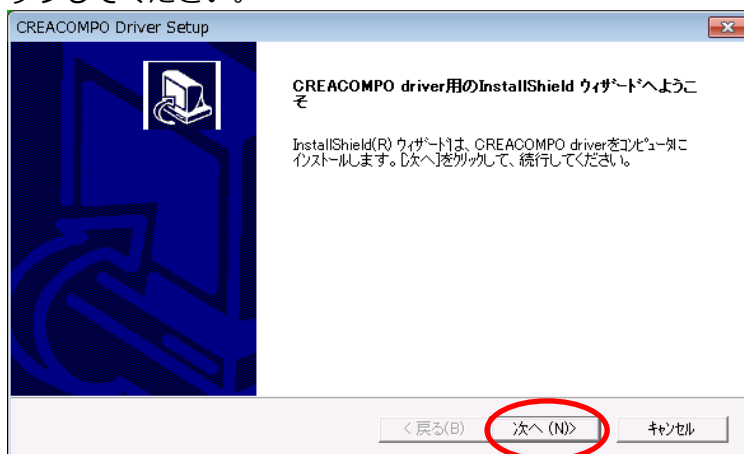 CREACOMPO Driver Setup
CREACOMPO driver用のInstallShield ウィザードへようこ
そ
InstallShield(R) ウィザードは、CREACOMPO driverをコンピュータに
インストールします。[次へ]をクリックして、続行してください。
< 戻る(B)
次へ (N)>
キャンセル